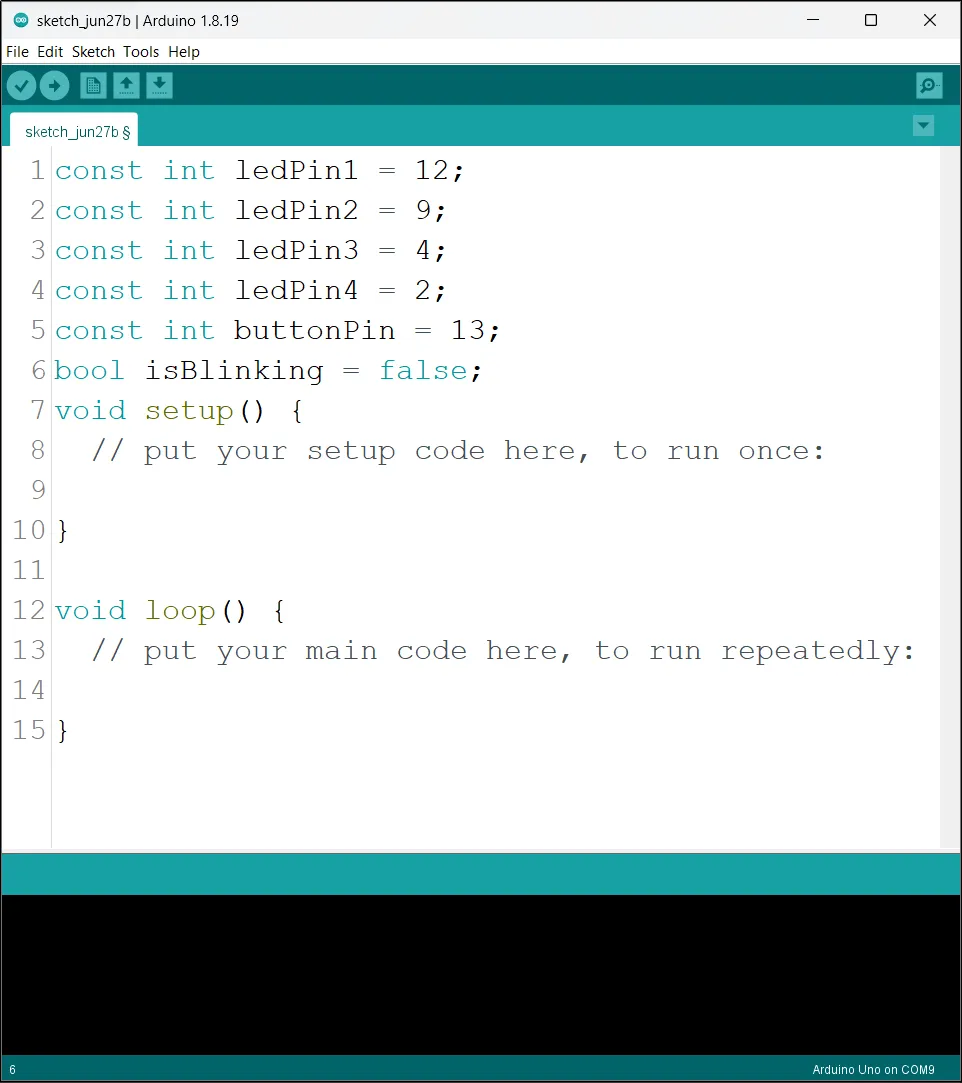 sketch_jun27b | Arduino 1.8.19
File Edit Sketch Tools Help
sketch_jun27b §
1 const int ledPin1 = 12;
2 const int ledPin2 = 9;
3 const int ledPin3 = 4;
4 const int ledPin4 = 2;
5 const int buttonPin = 13;
6 bool isBlinking = false;
7 void setup() {
8   // put your setup code here, to run once:
9
10 }
11
12 void loop() {
13   // put your main code here, to run repeatedly:
14
15 }
6 Arduino Uno on COM9